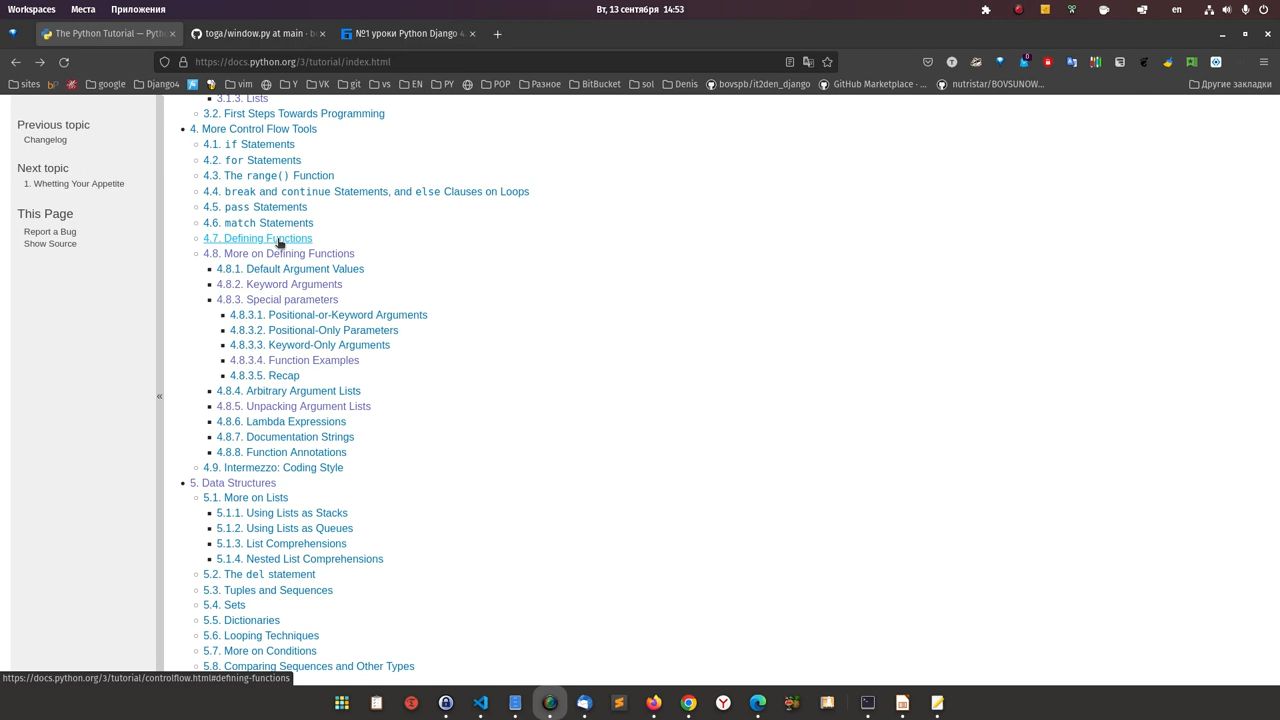 Workspaces Места Приложения Вт, 13 сентября 14:53 en
The Python Tutorial — Pyth × toga/window.py at main · b × №1 уроки Python Django 4. × +
https://docs.python.org/3/tutorial/index.html
sites google Django4 vim Y VK git vs EN PY POP Разное BitBucket sol Denis bovspb/it2den_django GitHub Marketplace · ... nutristar/BOVSUNOW... Другие закладки
Previous topic
Changelog
Next topic
1. Whetting Your Appetite
This Page
Report a Bug
Show Source
«
3.1.3. Lists
3.2. First Steps Towards Programming
4. More Control Flow Tools
4.1. if Statements
4.2. for Statements
4.3. The range() Function
4.4. break and continue Statements, and else Clauses on Loops
4.5. pass Statements
4.6. match Statements
4.7. Defining Functions
4.8. More on Defining Functions
4.8.1. Default Argument Values
4.8.2. Keyword Arguments
4.8.3. Special parameters
4.8.3.1. Positional-or-Keyword Arguments
4.8.3.2. Positional-Only Parameters
4.8.3.3. Keyword-Only Arguments
4.8.3.4. Function Examples
4.8.3.5. Recap
4.8.4. Arbitrary Argument Lists
4.8.5. Unpacking Argument Lists
4.8.6. Lambda Expressions
4.8.7. Documentation Strings
4.8.8. Function Annotations
4.9. Intermezzo: Coding Style
5. Data Structures
5.1. More on Lists
5.1.1. Using Lists as Stacks
5.1.2. Using Lists as Queues
5.1.3. List Comprehensions
5.1.4. Nested List Comprehensions
5.2. The del statement
5.3. Tuples and Sequences
5.4. Sets
5.5. Dictionaries
5.6. Looping Techniques
5.7. More on Conditions
5.8. Comparing Sequences and Other Types
https://docs.python.org/3/tutorial/controlflow.html#defining-functions